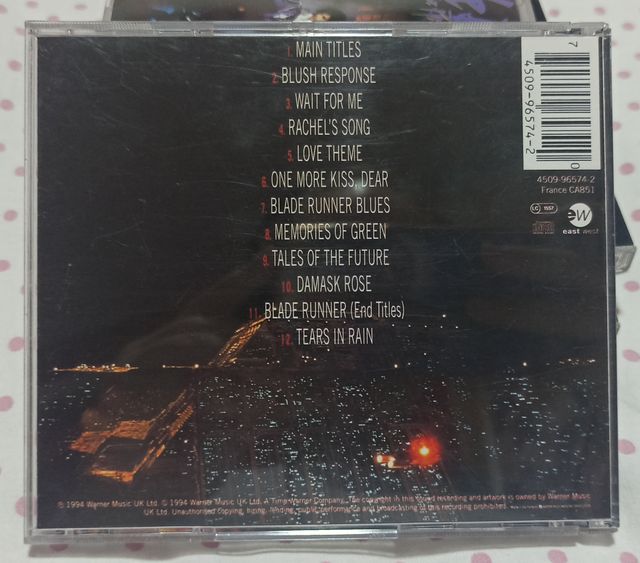 1. MAIN TITLES
2. BLUSH RESPONSE
3. WAIT FOR ME
4. RACHEL'S SONG
5. LOVE THEME
6. ONE MORE KISS, DEAR
7. BLADE RUNNER BLUES
8. MEMORIES OF GREEN
9. TALES OF THE FUTURE
10. DAMASK ROSE
11. BLADE RUNNER (End Titles)
12. TEARS IN RAIN
7 4509-96574-2 0
4509-96574-2
France CA851
LC 1557
ew
east west
℗ 1994 Warner Music UK Ltd. © 1994 Warner Music UK Ltd. A Time Warner Company. The copyright in this sound recording and artwork is owned by Warner Music
UK Ltd. Unauthorised copying, hiring, lending, public performance and broadcasting of this recording prohibited.